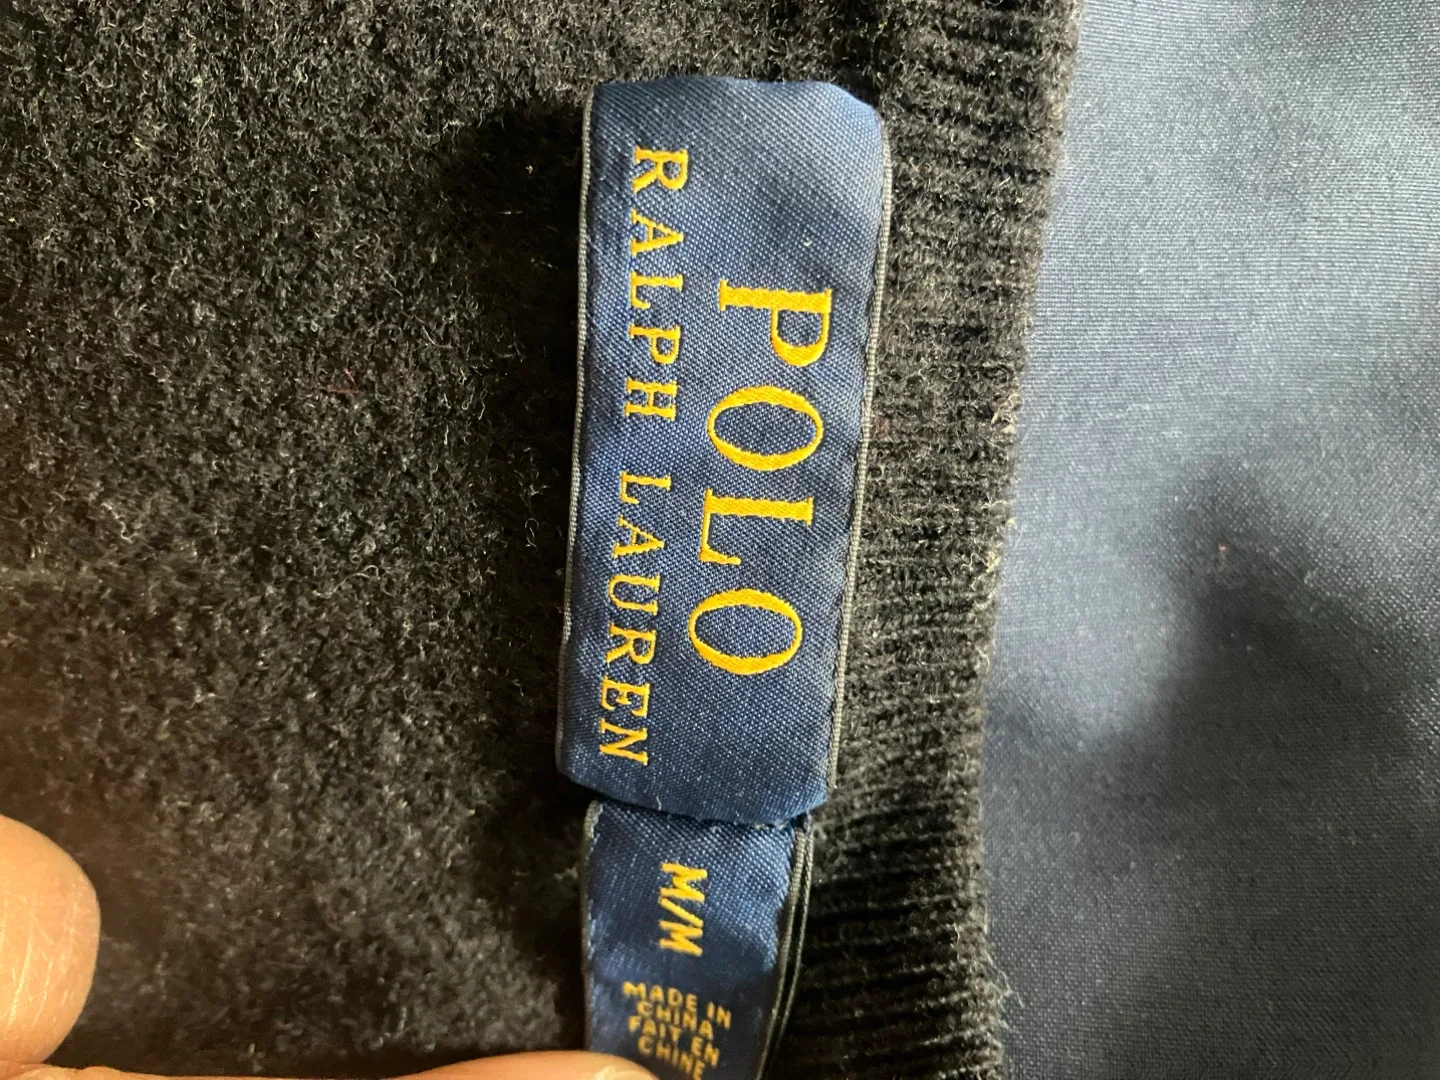 POLO
RALPH LAUREN
M/M
MADE IN
CHINA
FAIT EN
CHINE